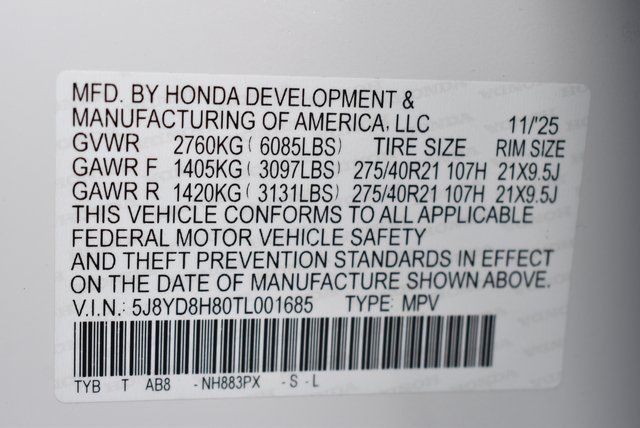 MFD. BY HONDA DEVELOPMENT &
MANUFACTURING OF AMERICA, LLC 11/'25
GVWR 2760KG( 6085LBS) TIRE SIZE RIM SIZE
GAWR F 1405KG( 3097LBS) 275/40R21 107H 21X9.5J
GAWR R 1420KG( 3131LBS) 275/40R21 107H 21X9.5J
THIS VEHICLE CONFORMS TO ALL APPLICABLE
FEDERAL MOTOR VEHICLE SAFETY
AND THEFT PREVENTION STANDARDS IN EFFECT
ON THE DATE OF MANUFACTURE SHOWN ABOVE.
V.I.N.: 5J8YD8H80TL001685 TYPE: MPV
TYB T AB8 -NH883PX -S-L